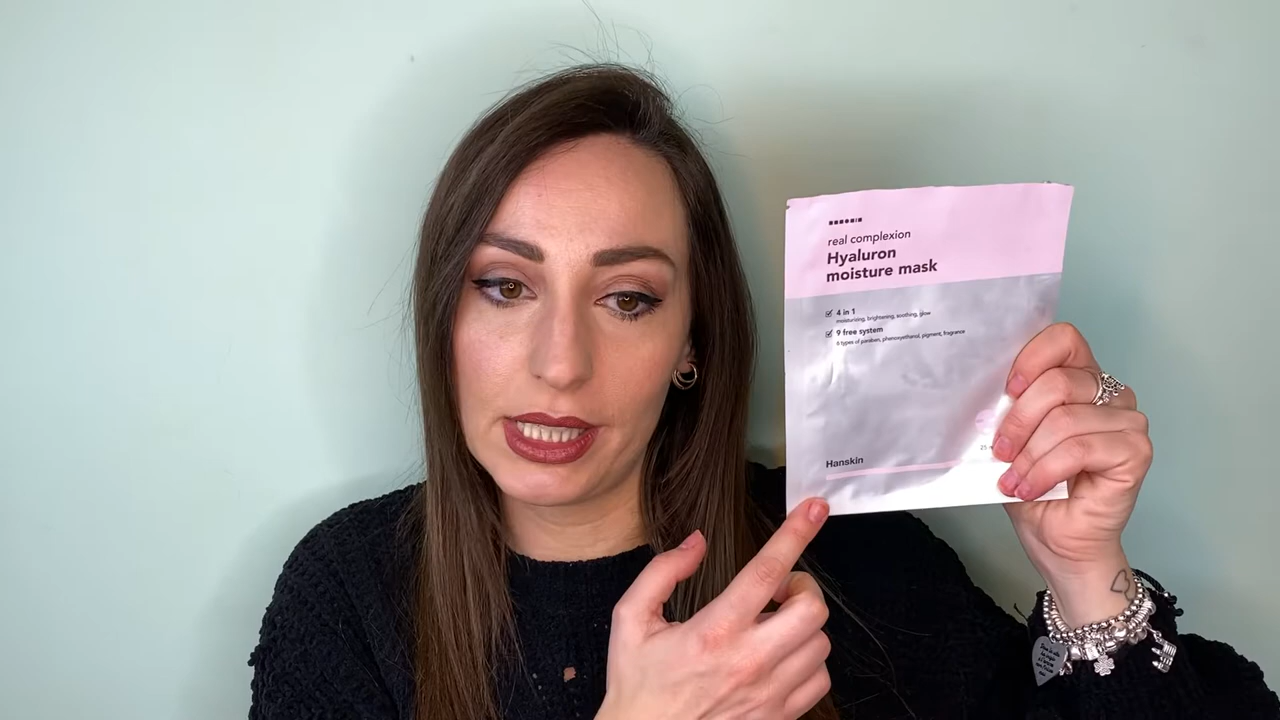 real complexion
Hyaluron
moisture mask
4 in 1
moisturizing, brightening, soothing, glow
9 free system
6 types of paraben, phenoxyethanol, pigment, fragrance
Hanskin